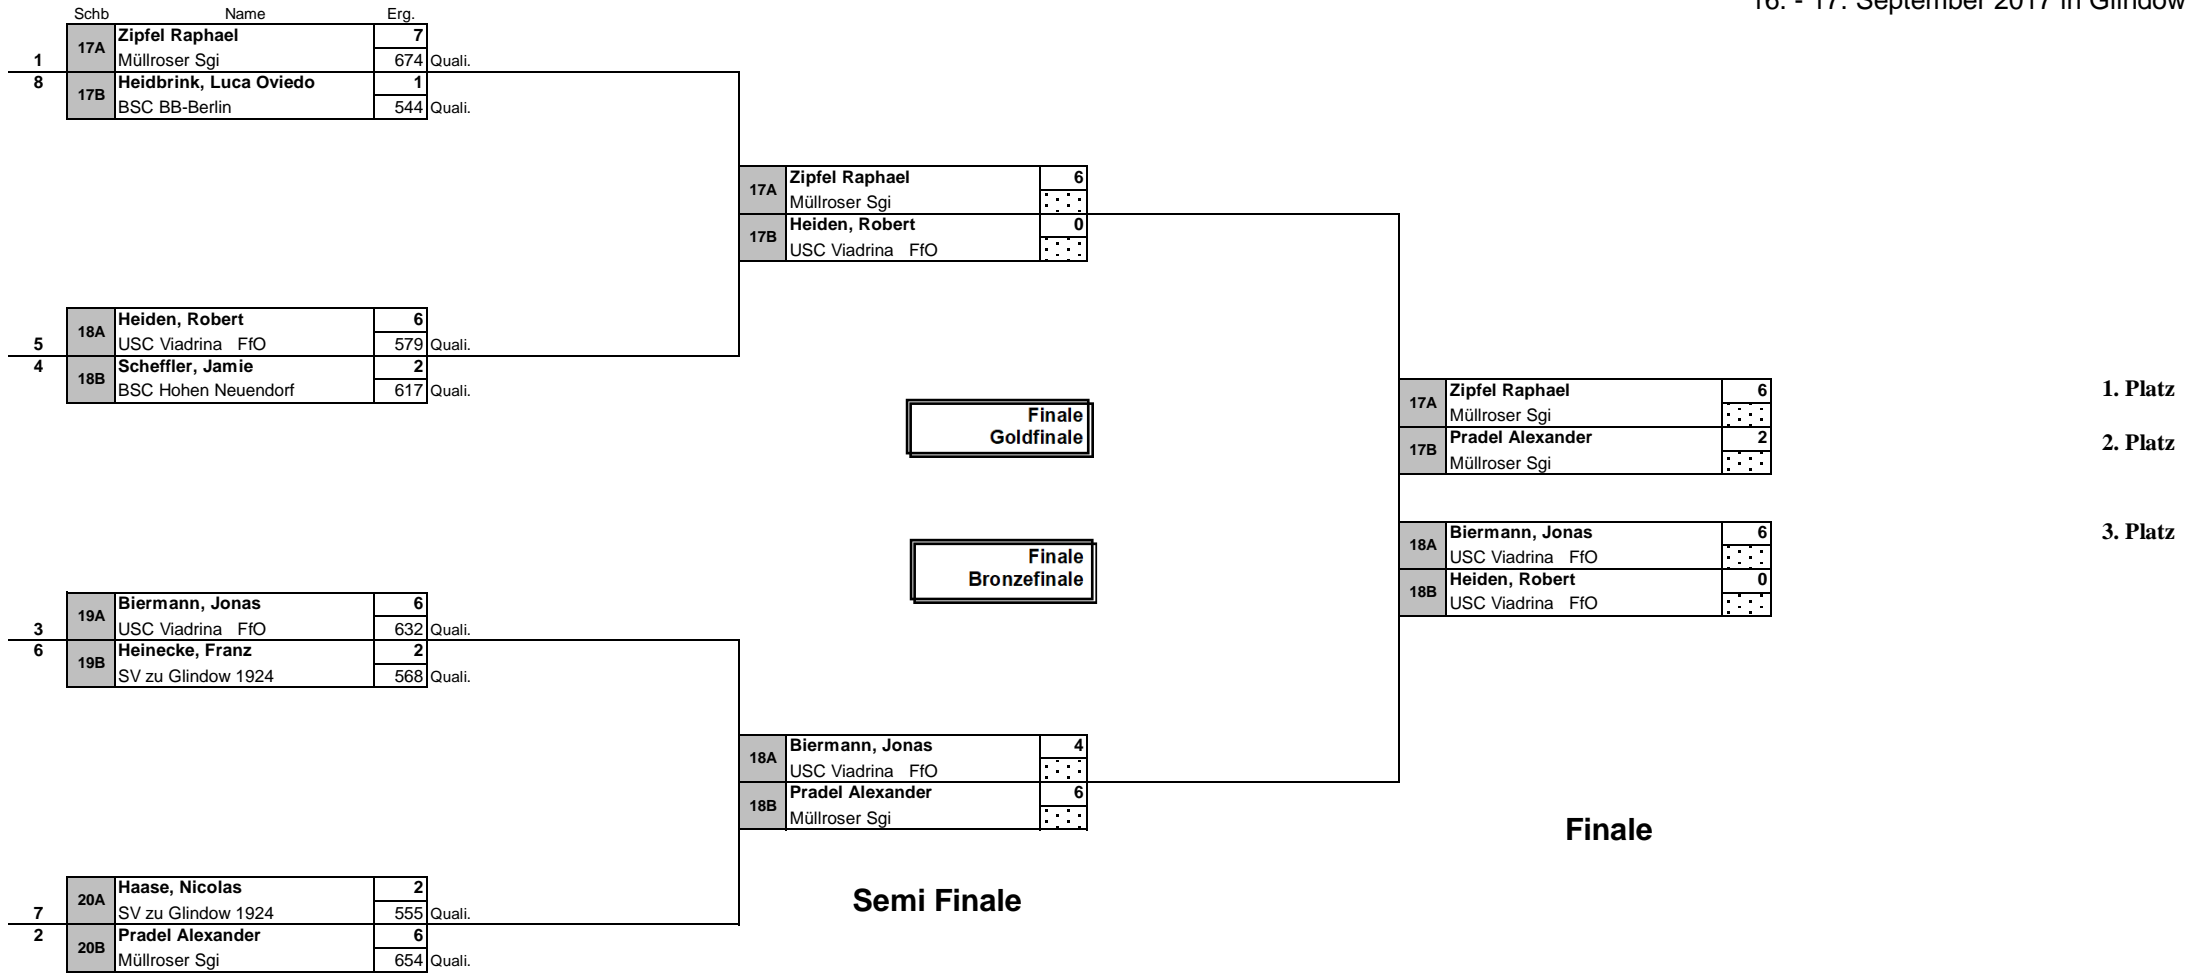 16. - 17. September 2017 in Glindow
Schb Name Erg.
17A Zipfel Raphael 7
1 Müllroser Sgi 674 Quali.
8 17B Heidbrink, Luca Oviedo 1
BSC BB-Berlin 544 Quali.
17A Zipfel Raphael 6
Müllroser Sgi
17B Heiden, Robert 0
USC Viadrina FfO
18A Heiden, Robert 6
5 USC Viadrina FfO 579 Quali.
4 18B Scheffler, Jamie 2
BSC Hohen Neuendorf 617 Quali.
Finale
Goldfinale
17A Zipfel Raphael 6 1. Platz
Müllroser Sgi
17B Pradel Alexander 2 2. Platz
Müllroser Sgi
Finale
Bronzefinale
18A Biermann, Jonas 6 3. Platz
USC Viadrina FfO
18B Heiden, Robert 0
USC Viadrina FfO
19A Biermann, Jonas 6
3 USC Viadrina FfO 632 Quali.
6 19B Heinecke, Franz 2
SV zu Glindow 1924 568 Quali.
18A Biermann, Jonas 4
USC Viadrina FfO
18B Pradel Alexander 6
Müllroser Sgi
Finale
Semi Finale
20A Haase, Nicolas 2
7 SV zu Glindow 1924 555 Quali.
2 20B Pradel Alexander 6
Müllroser Sgi 654 Quali.